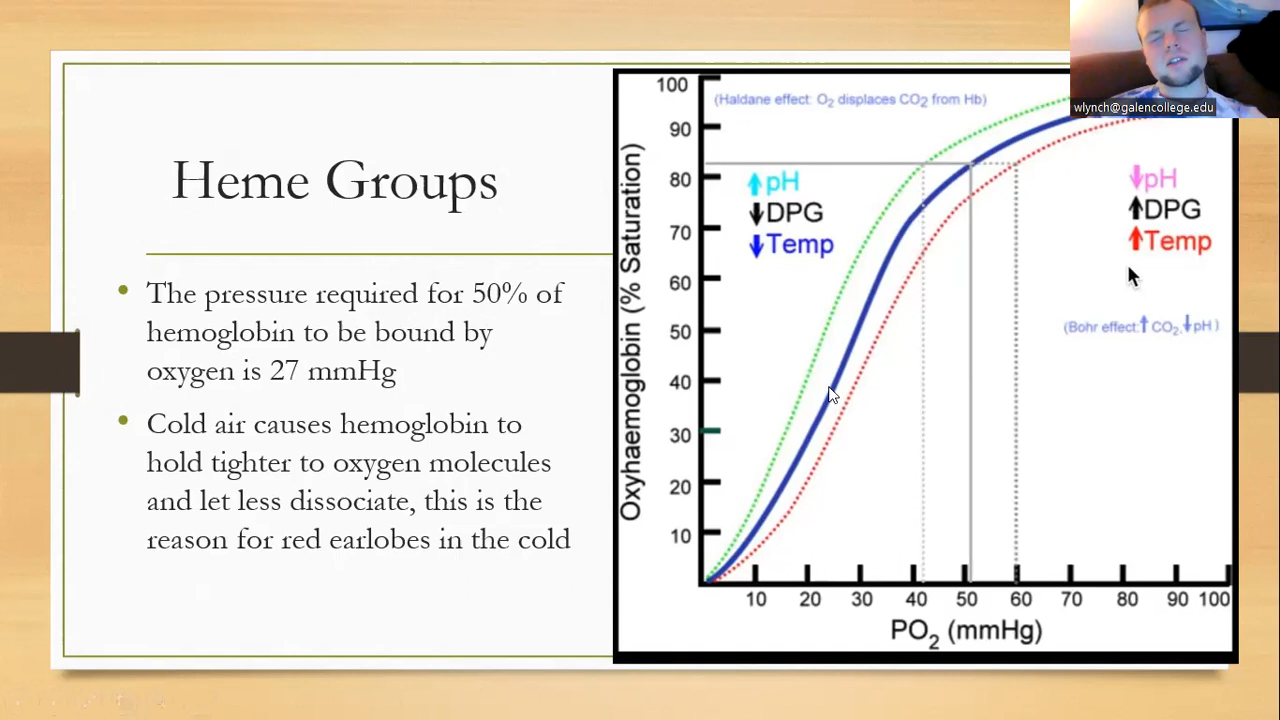 Heme Groups
• The pressure required for 50% of
hemoglobin to be bound by
oxygen is 27 mmHg
• Cold air causes hemoglobin to
hold tighter to oxygen molecules
and let less dissociate, this is the
reason for red earlobes in the cold
Oxyhaemoglobin (% Saturation)
100
90
80
70
60
50
40
30
20
10
(Haldane effect: O₂ displaces CO₂ from Hb)
↑pH
↓DPG
↓Temp
↓pH
↑DPG
↑Temp
(Bohr effect:↑CO₂,↓pH)
10 20 30 40 50 60 70 80 90 100
PO₂ (mmHg)
wlynch@galencollege.edu